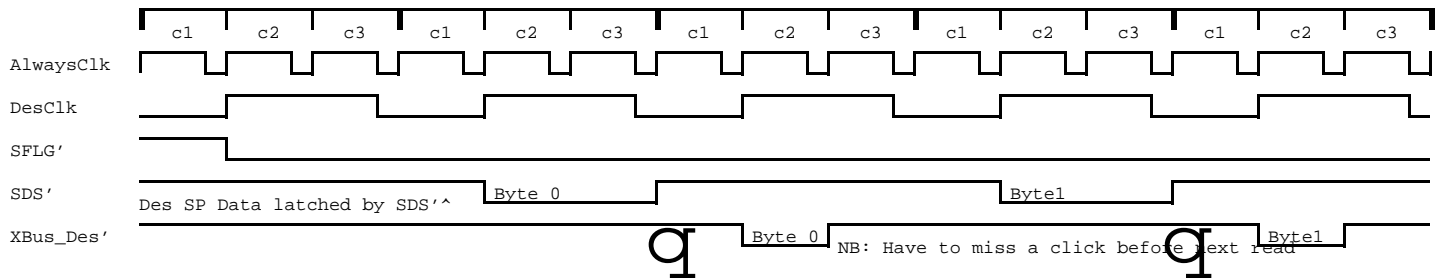 c1 c2 c3 c1 c2 c3 c1 c2 c3 c1 c2 c3 c1 c2 c3
AlwaysClk
DesClk
SFLG'
SDS' Byte 0 Byte1
Des SP Data latched by SDS'^
XBus_Des' q Byte 0 q Byte1
NB: Have to miss a click before next read